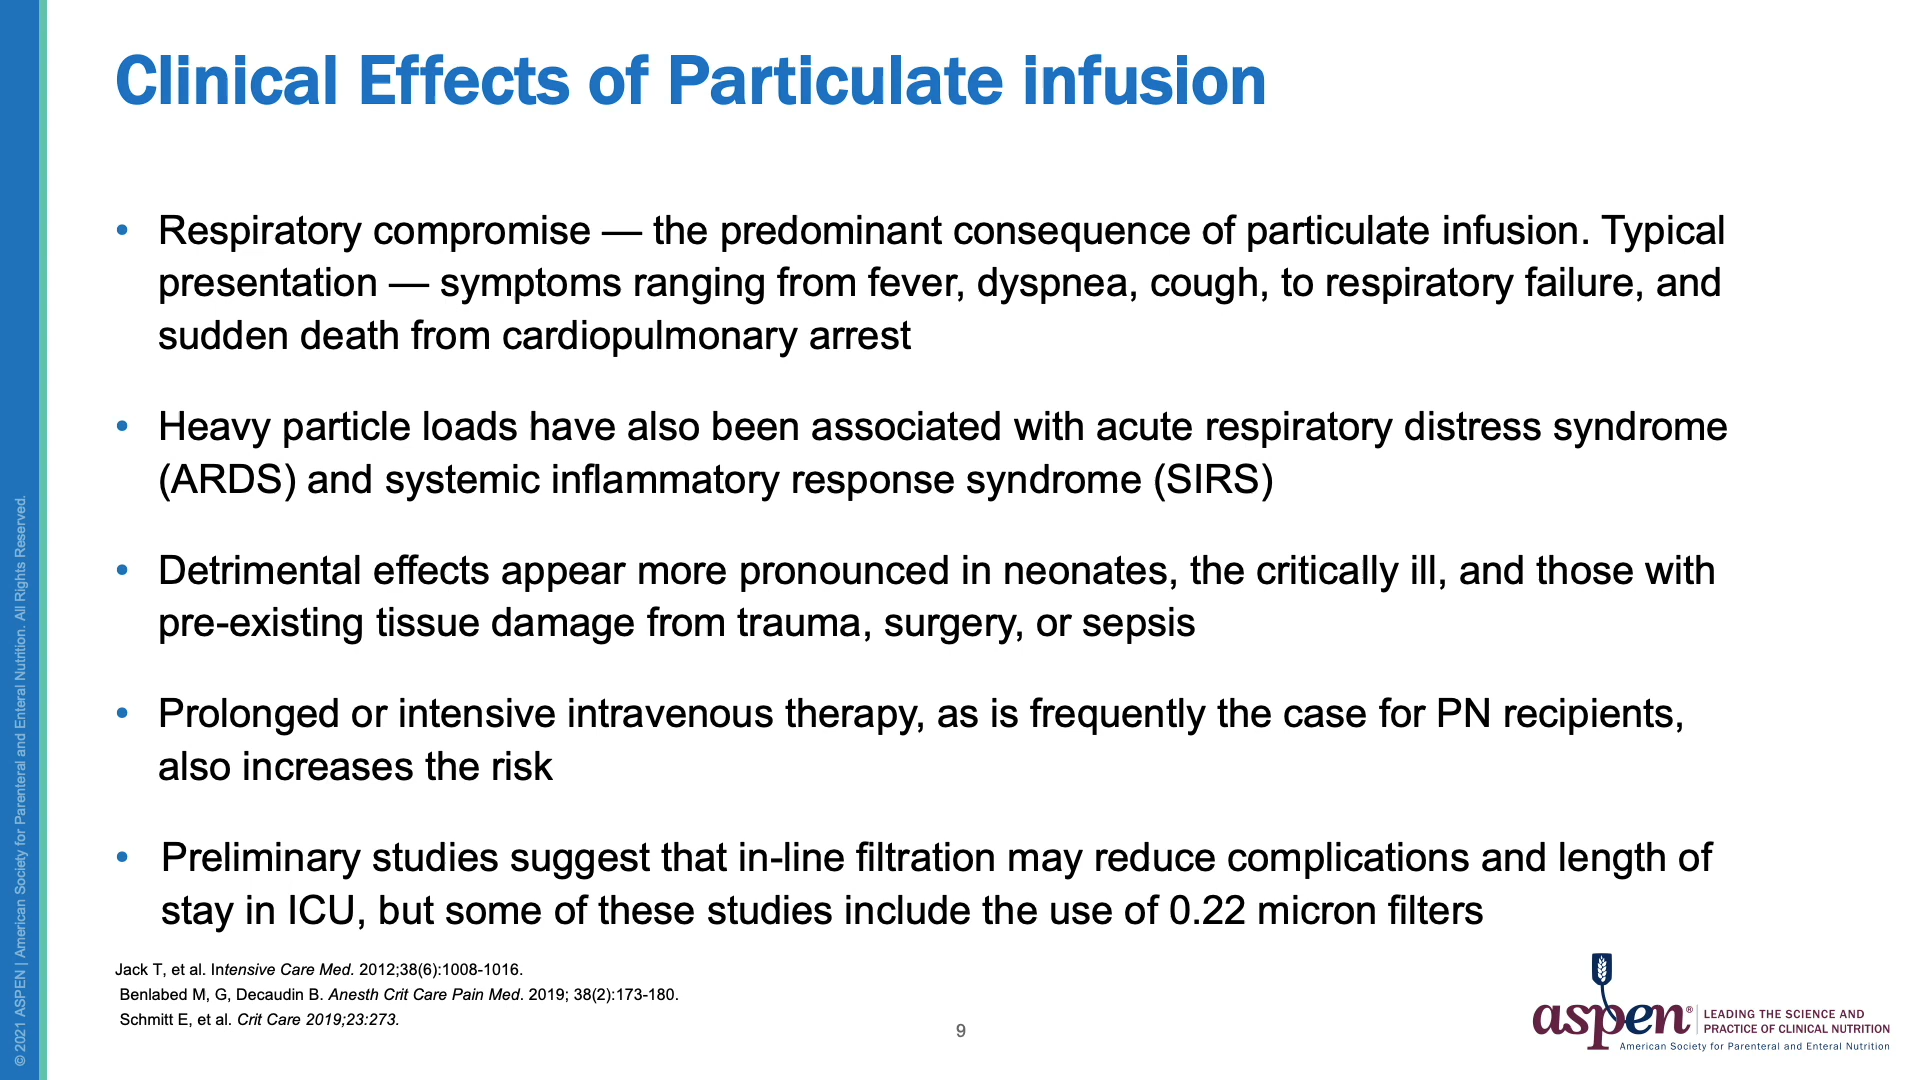 Clinical Effects of Particulate infusion
• Respiratory compromise — the predominant consequence of particulate infusion. Typical
presentation — symptoms ranging from fever, dyspnea, cough, to respiratory failure, and
sudden death from cardiopulmonary arrest
• Heavy particle loads have also been associated with acute respiratory distress syndrome
(ARDS) and systemic inflammatory response syndrome (SIRS)
• Detrimental effects appear more pronounced in neonates, the critically ill, and those with
pre-existing tissue damage from trauma, surgery, or sepsis
• Prolonged or intensive intravenous therapy, as is frequently the case for PN recipients,
also increases the risk
• Preliminary studies suggest that in-line filtration may reduce complications and length of
stay in ICU, but some of these studies include the use of 0.22 micron filters
Jack T, et al. Intensive Care Med. 2012;38(6):1008-1016.
Benlabed M, G, Decaudin B. Anesth Crit Care Pain Med. 2019; 38(2):173-180.
Schmitt E, et al. Crit Care 2019;23:273.
9
aspen®
LEADING THE SCIENCE AND
PRACTICE OF CLINICAL NUTRITION
American Society for Parenteral and Enteral Nutrition
© 2021 ASPEN | American Society for Parenteral and Enteral Nutrition. All Rights Reserved.